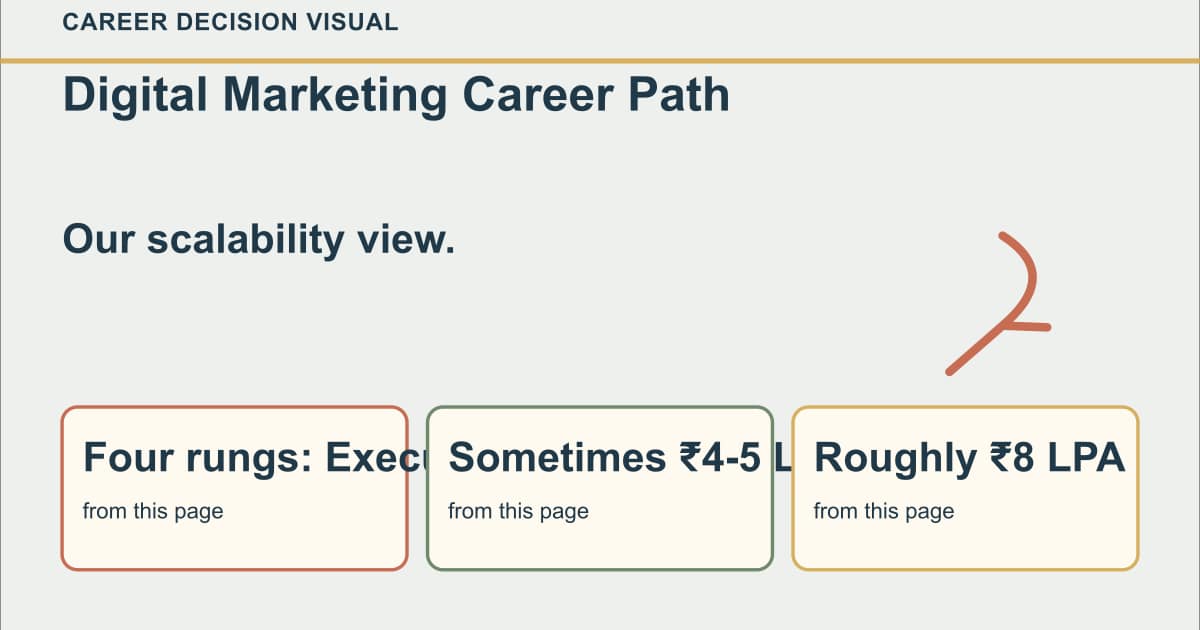 CAREER DECISION VISUAL
Digital Marketing Career Path
Our scalability view.
Four rungs:
Sometimes ₹4-5 L
Roughly ₹8 LPA
from this page
from this page
from this page